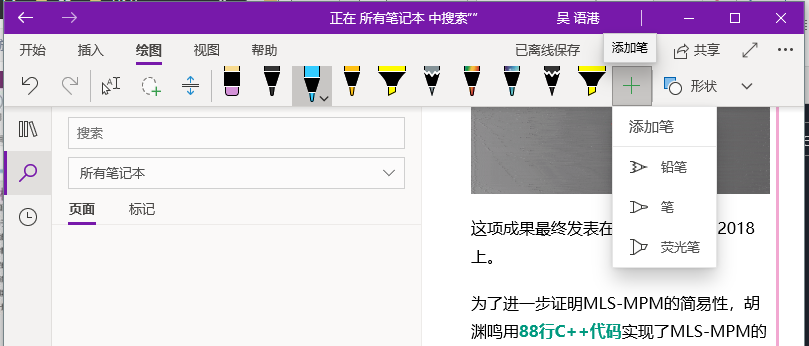 正在 所有笔记本 中搜索""
吴 语港
开始 插入 绘图 视图 帮助 已离线保存 添加笔 共享
形状
添加笔
搜索
铅笔
所有笔记本
笔
页面 标记
荧光笔
这项成果最终发表在 2018
上。
为了进一步证明MLS-MPM的简易性，胡
渊鸣用88行C++代码实现了MLS-MPM的